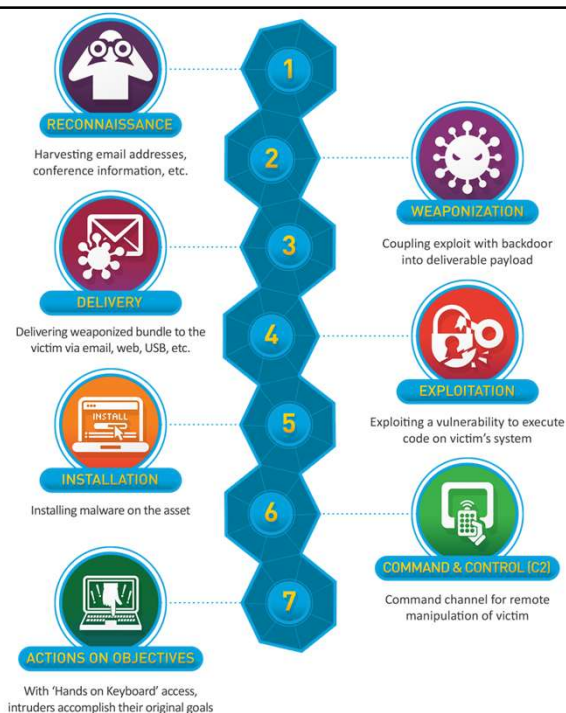 1
RECONNAISSANCE
Harvesting email addresses,
conference information, etc.
2
WEAPONIZATION
Coupling exploit with backdoor
into deliverable payload
3
DELIVERY
Delivering weaponized bundle to the
victim via email, web, USB, etc.
4
EXPLOITATION
Exploiting a vulnerability to execute
code on victim's system
5
INSTALL
INSTALLATION
Installing malware on the asset
6
COMMAND & CONTROL (C2)
Command channel for remote
manipulation of victim
7
ACTIONS ON OBJECTIVES
With 'Hands on Keyboard' access,
intruders accomplish their original goals